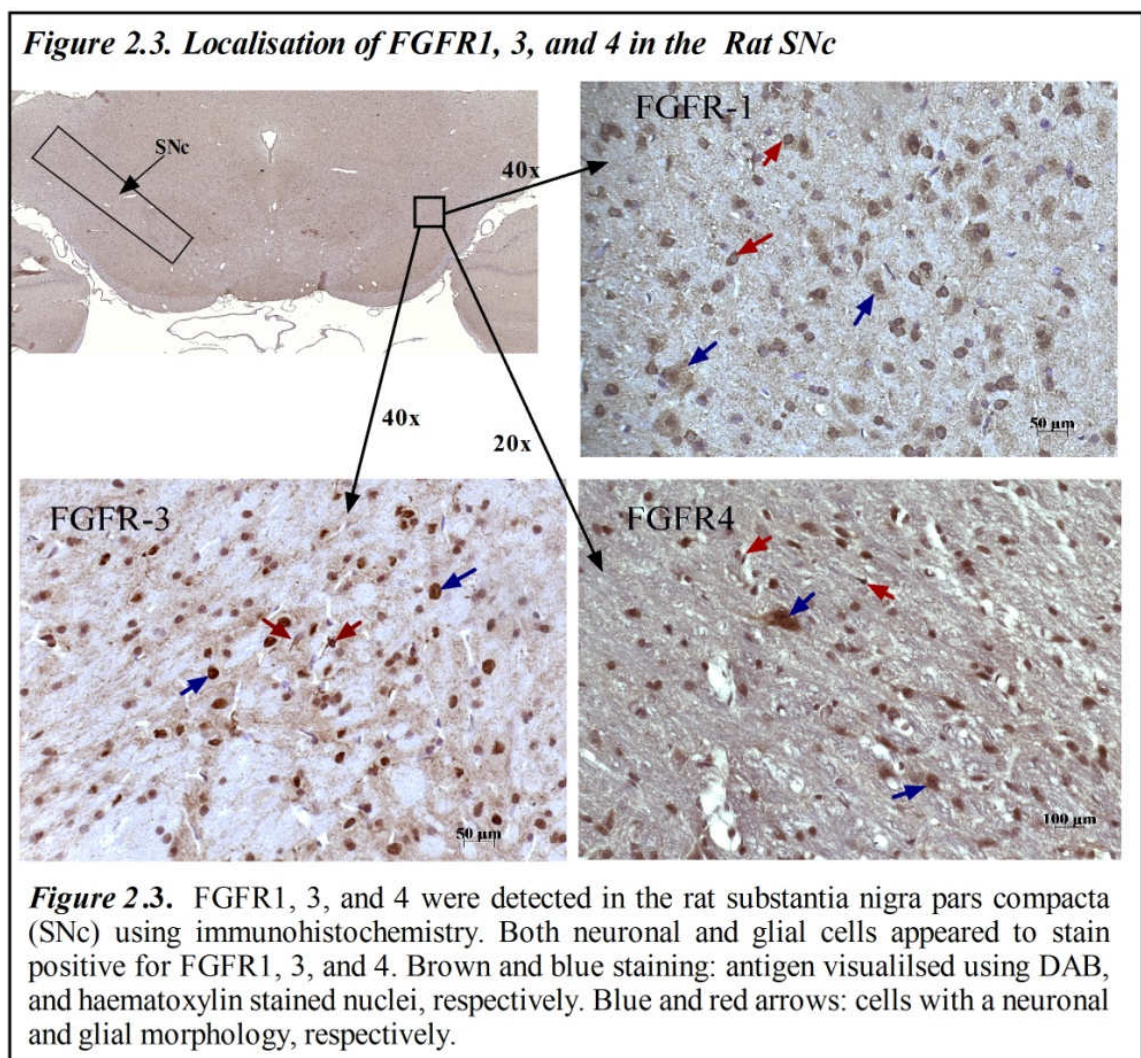 Figure 2.3. Localisation of FGFR1, 3, and 4 in the Rat SNc
SNc
40x
FGFR-1
50 µm
40x
20x
FGFR-3
50 µm
FGFR4
100 µm
Figure 2.3. FGFR1, 3, and 4 were detected in the rat substantia nigra pars compacta
(SNc) using immunohistochemistry. Both neuronal and glial cells appeared to stain
positive for FGFR1, 3, and 4. Brown and blue staining: antigen visualilsed using DAB,
and haematoxylin stained nuclei, respectively. Blue and red arrows: cells with a neuronal
and glial morphology, respectively.